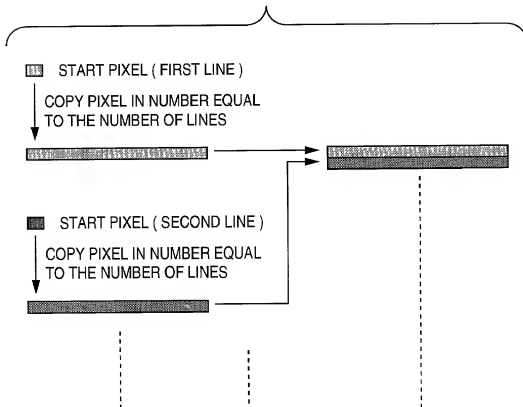 START PIXEL ( FIRST LINE )
COPY PIXEL IN NUMBER EQUAL
TO THE NUMBER OF LINES
START PIXEL ( SECOND LINE )
COPY PIXEL IN NUMBER EQUAL
TO THE NUMBER OF LINES